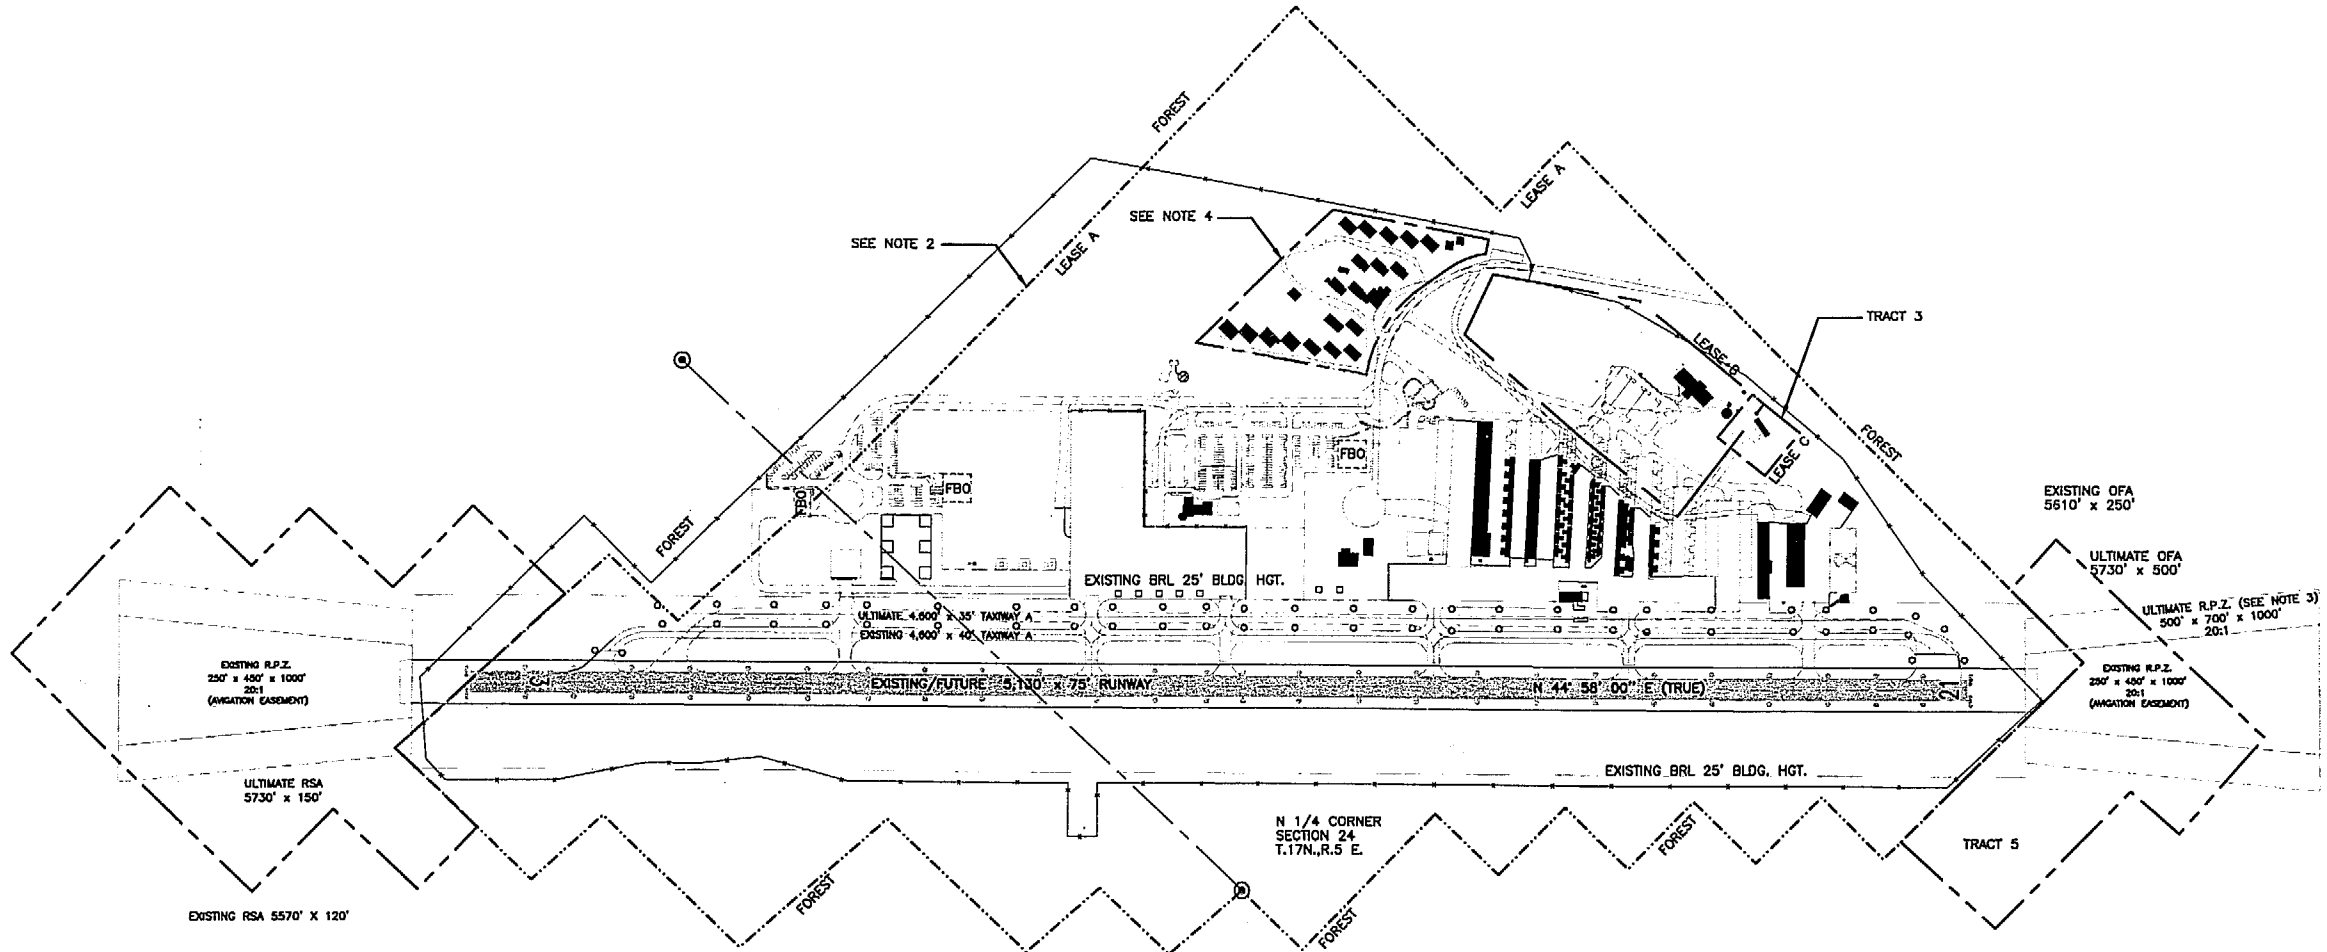 FOREST
LEASE A
FOREST
LEASE A
SEE NOTE 4
SEE NOTE 2
LEASE A
TRACT 3
LEASE B
FOREST
LEASE C
FBO
FBO
FBO
EXISTING OFA
5610' x 250'
FOREST
ULTIMATE OFA
5730' x 500'
EXISTING BRL 25' BLDG. HGT.
ULTIMATE R.P.Z. (SEE NOTE 3)
500' x 700' x 1000'
20:1
ULTIMATE 4,600' x 35' TAXIWAY A
EXISTING 4,600' x 40' TAXIWAY A
EXISTING R.P.Z.
250' x 450' x 1000'
20:1
(AVIGATION EASEMENT)
EXISTING R.P.Z.
250' x 450' x 1000'
20:1
(AVIGATION EASEMENT)
EXISTING/FUTURE 5,130' x 75' RUNWAY
N 44° 58' 00" E (TRUE)
21
EXISTING BRL 25' BLDG. HGT.
ULTIMATE RSA
5730' x 150'
N 1/4 CORNER
SECTION 24
T.17N.,R.5 E.
FOREST
TRACT 5
FOREST
EXISTING RSA 5570' X 120'
FOREST